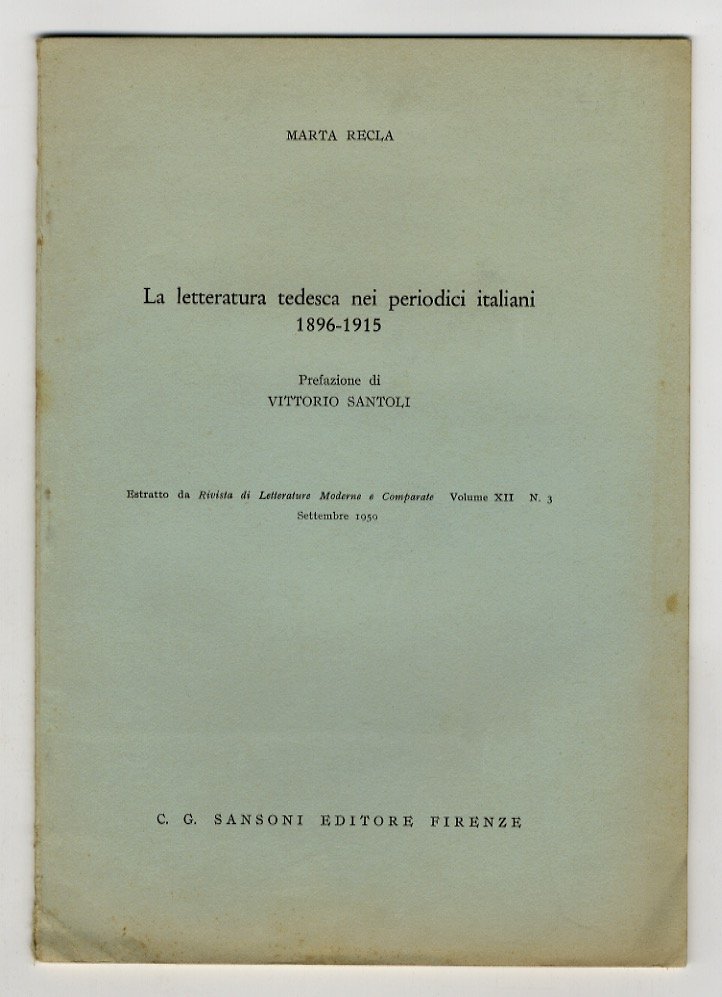 MARTA RECLA
La letteratura tedesca nei periodici italiani
1896-1915
Prefazione di
VITTORIO SANTOLI
Estratto da Rivista di Letterature Moderne e Comparate Volume XII N. 3
Settembre 1959
C. G. SANSONI EDITORE FIRENZE